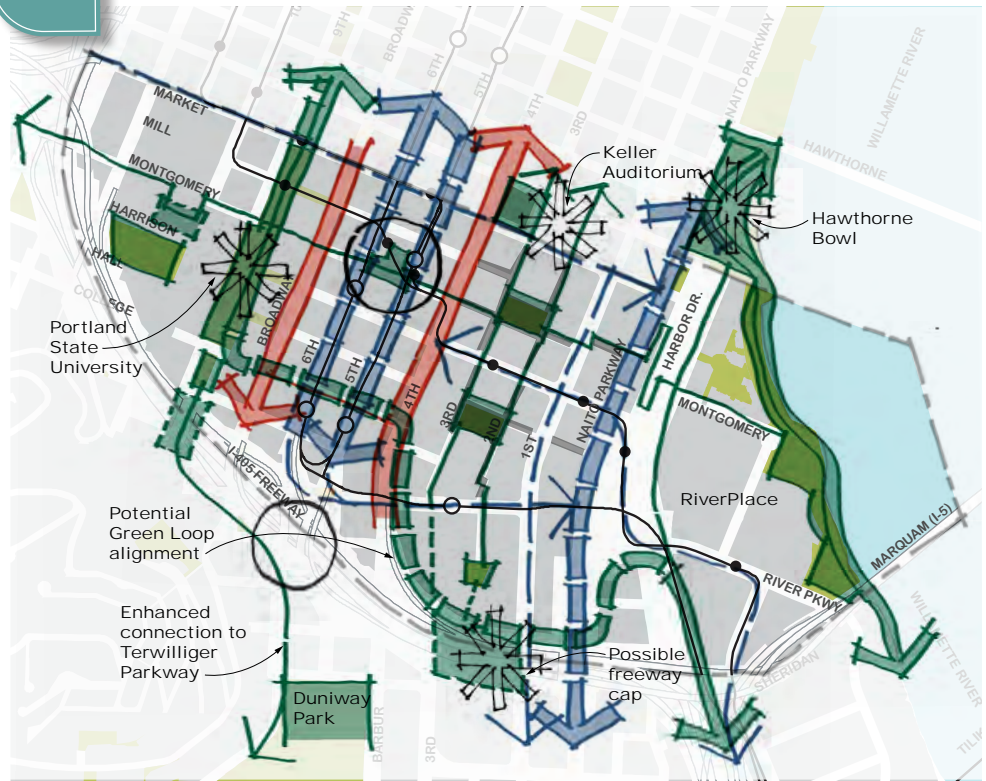 9TH
BROADWAY
6TH
5TH
4TH
3RD
NAITO PARKWAY
WILLAMETTE RIVER
HAWTHORNE
MARKET
MILL
MONTGOMERY
HARRISON
HALL
COLLEGE
Keller
Auditorium
Hawthorne
Bowl
Portland
State
University
BROADWAY
6TH
5TH
4TH
3RD
2ND
1ST
NAITO PARKWAY
HARBOR DR.
MONTGOMERY
RiverPlace
I-405 FREEWAY
MARQUAM (I-5)
RIVER PKWY
Potential
Green Loop
alignment
Enhanced
connection to
Terwilliger
Parkway
Possible
freeway
cap
SHERIDAN
Duniway
Park
BARBUR
3RD
WILLAMETTE RIVER
TILIK